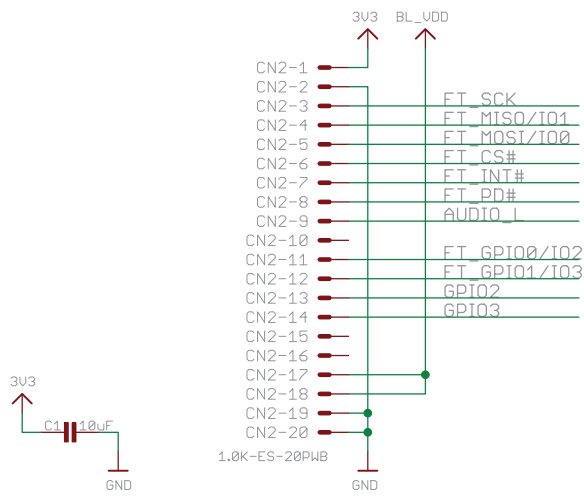 3V3 BL_VDD
CN2-1
CN2-2
CN2-3 FT_SCK
CN2-4 FT_MISO/IO1
CN2-5 FT_MOSI/IO0
CN2-6 FT_CS#
CN2-7 FT_INT#
CN2-8 FT_PD#
CN2-9 AUDIO_L
CN2-10
CN2-11 FT_GPIO0/IO2
CN2-12 FT_GPIO1/IO3
CN2-13 GPIO2
CN2-14 GPIO3
CN2-15
CN2-16
CN2-17
CN2-18
CN2-19
CN2-20
1.0K-ES-20PWB
GND
3V3
C1 10uF
GND